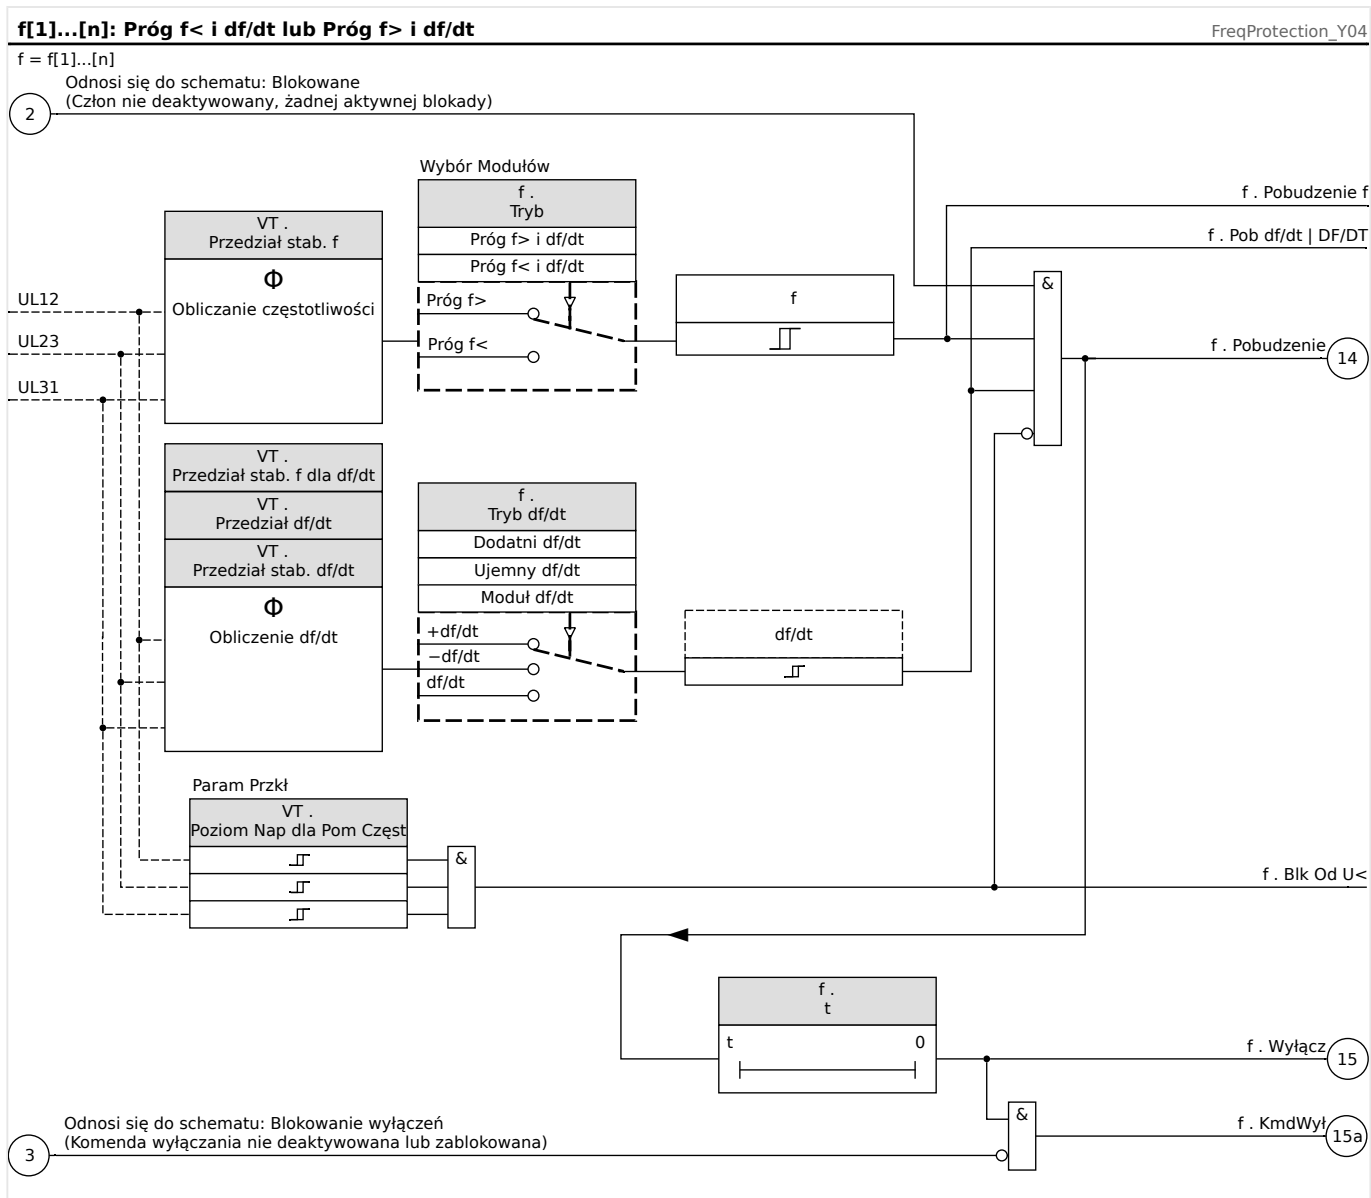 f[1]...[n]: Próg f< i df/dt lub Próg f> i df/dt
FreqProtection_Y04
f = f[1]...[n]
Odnosi się do schematu: Blokowane
(Człon nie deaktywowany, żadnej aktywnej blokady)
2
Wybór Modułów
f .
Tryb
Próg f> i df/dt
Próg f< i df/dt
Próg f>
Próg f<
VT .
Przedział stab. f
Φ
Obliczanie częstotliwości
UL12
UL23
UL31
f
f . Pobudzenie f
f . Pob df/dt | DF/DT
&
f . Pobudzenie
14
VT .
Przedział stab. f dla df/dt
VT .
Przedział df/dt
VT .
Przedział stab. df/dt
Φ
Obliczenie df/dt
f .
Tryb df/dt
Dodatni df/dt
Ujemny df/dt
Moduł df/dt
+df/dt
−df/dt
df/dt
df/dt
Param Przkł
VT .
Poziom Nap dla Pom Częst
&
f . Blk Od U<
f .
t
t 0
f . Wyłącz
15
&
f . KmdWył
15a
Odnosi się do schematu: Blokowanie wyłączeń
(Komenda wyłączania nie deaktywowana lub zablokowana)
3